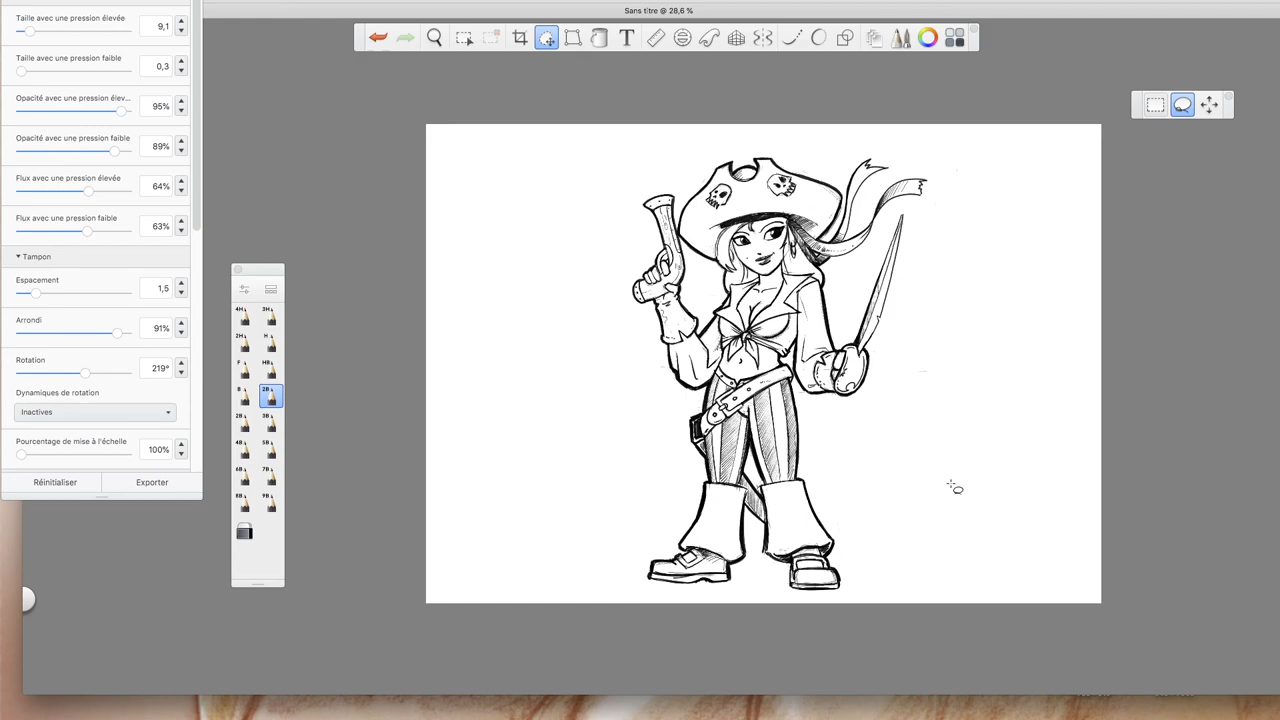 Sans titre @ 28,6 %
Taille avec une pression élevée
9,1
Taille avec une pression faible
0,3
Opacité avec une pression élev...
95%
Opacité avec une pression faible
89%
Flux avec une pression élevée
64%
Flux avec une pression faible
63%
Tampon
Espacement
1,5
Arrondi
91%
Rotation
219°
Dynamiques de rotation
Inactives
Pourcentage de mise à l'échelle
100%
Réinitialiser Exporter
T
4H 3H
2H H
F HB
B 2B
2B 3B
4B 5B
6B 7B
8B 9B